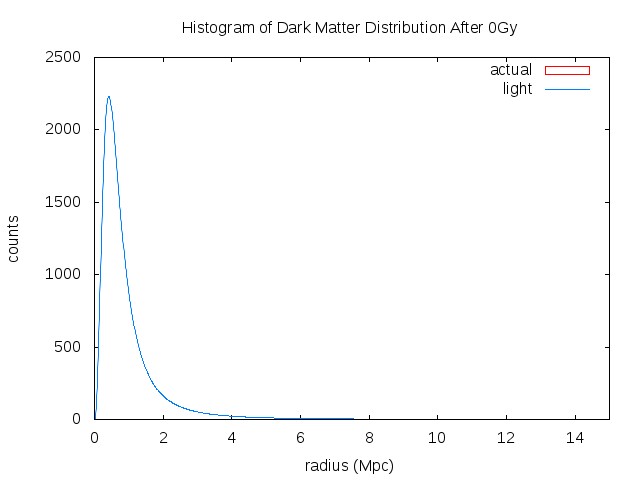 Histogram of Dark Matter Distribution After 0Gy
2500
actual
light
2000
1500
counts
1000
500
0
0 2 4 6 8 10 12 14
radius (Mpc)